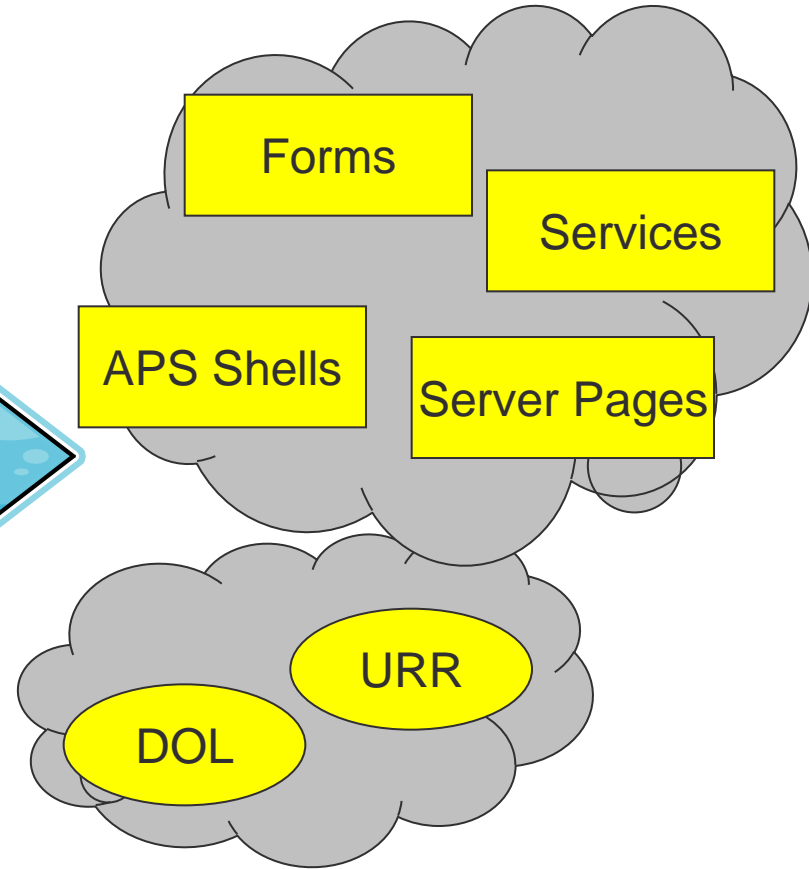 Forms
Services
APS Shells
Server Pages
URR
DOL